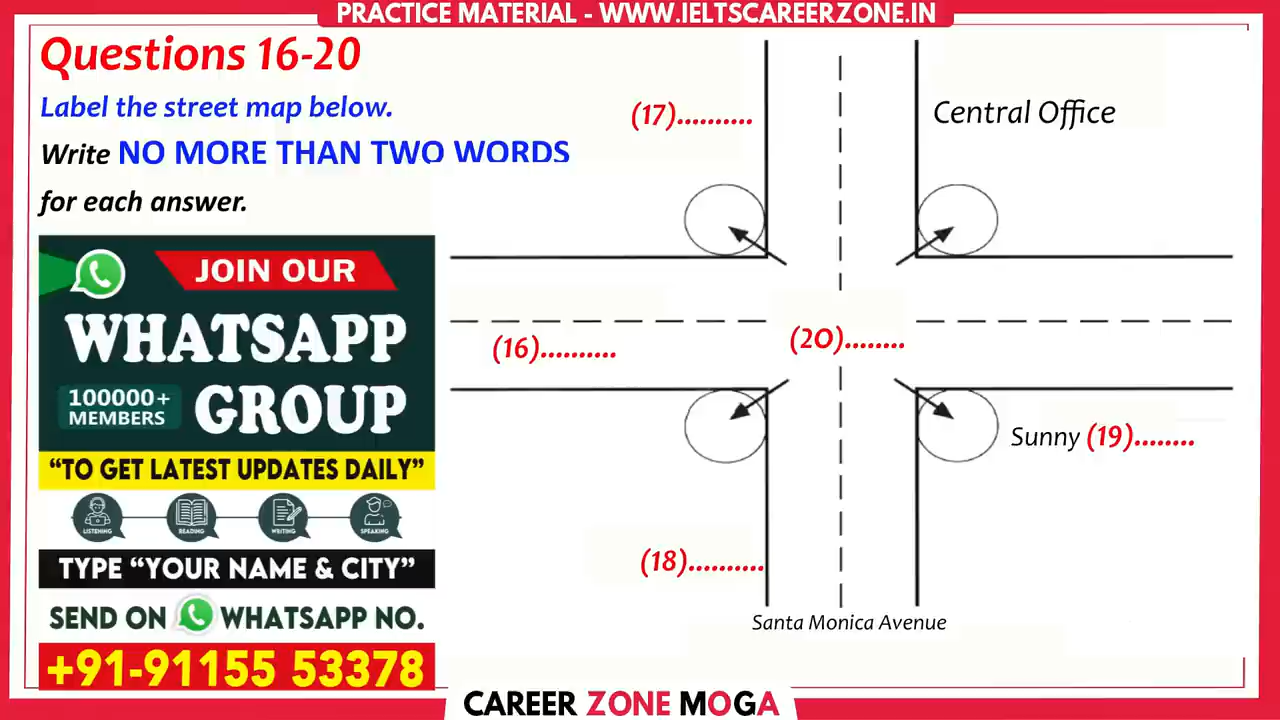 PRACTICE MATERIAL - WWW.IELTSCAREERZONE.IN
Questions 16-20
Label the street map below.
Write NO MORE THAN TWO WORDS
for each answer.
JOIN OUR
WHATSAPP
100000+
MEMBERS
GROUP
“TO GET LATEST UPDATES DAILY”
LISTENING
READING
WRITING
SPEAKING
TYPE “YOUR NAME & CITY”
SEND ON WHATSAPP NO.
+91-91155 53378
(17)..........
Central Office
(16)..........
(20)........
Sunny (19)........
(18)..........
Santa Monica Avenue
CAREER ZONE MOGA